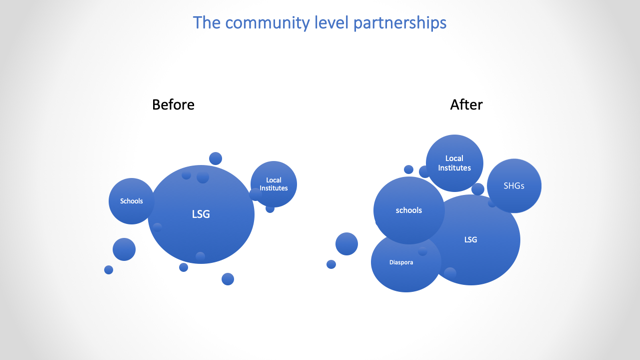 The community level partnerships
Before
After
Schools
LSG
Local
Institutes
Local
Institutes
SHGs
schools
LSG
Diaspora